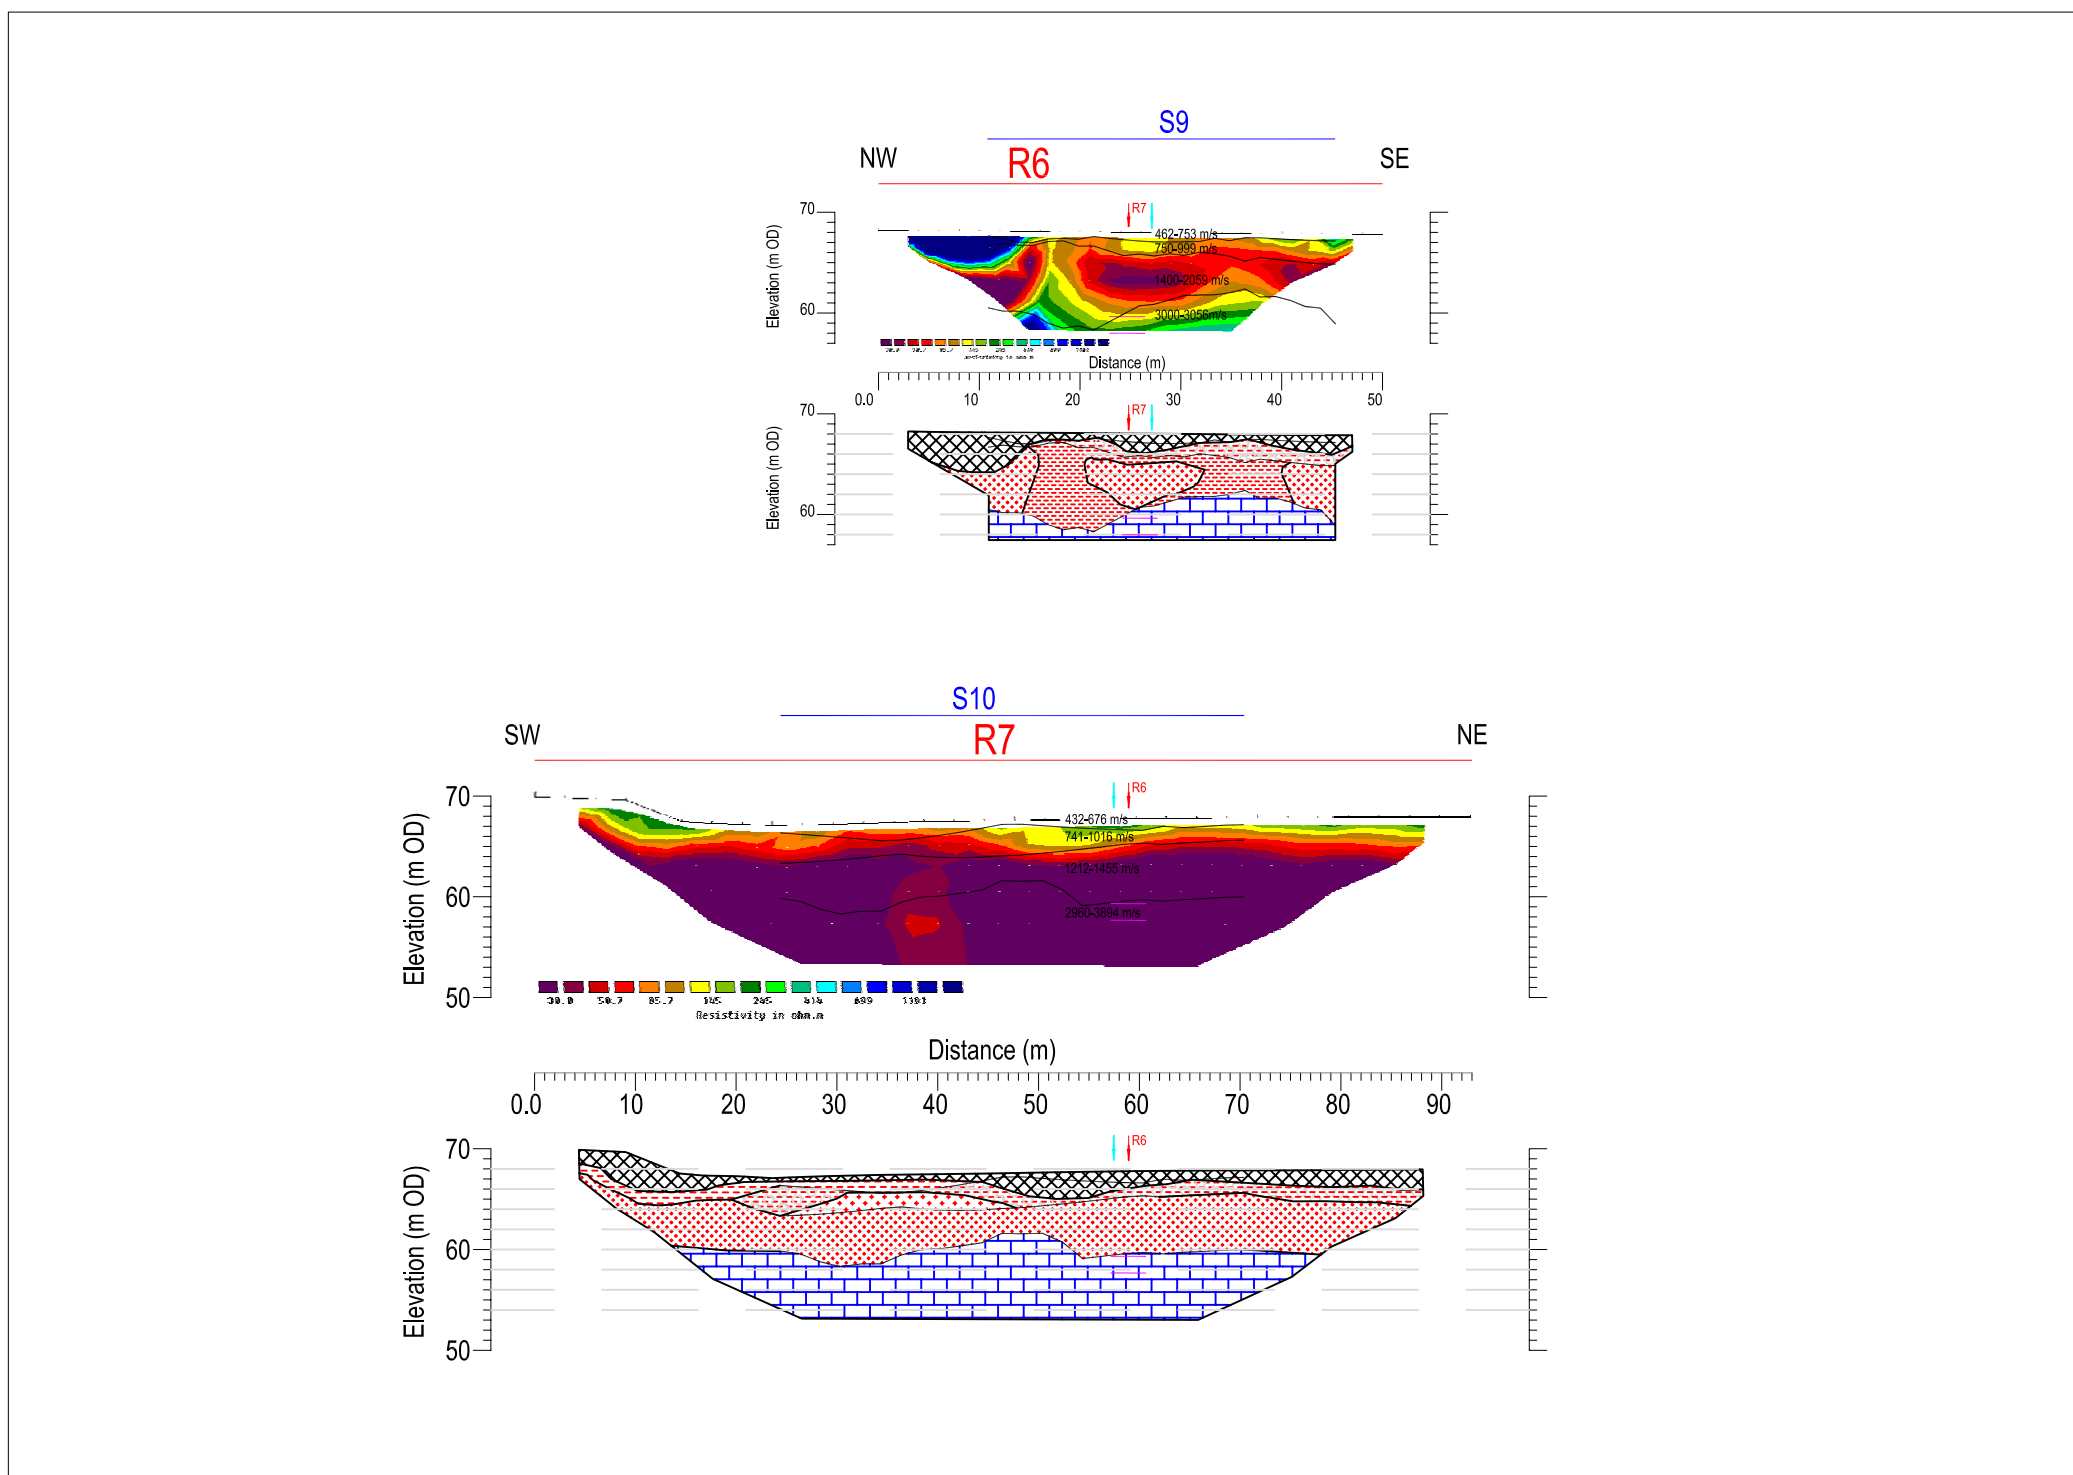 S9
NW R6 SE
R7
70
462-753 m/s
750-999 m/s
1400-2059 m/s
60
3000-3056m/s
Elevation (m OD)
Distance (m)
0.0 10 20 30 40 50
R7
70
60
Elevation (m OD)
S10
SW R7 NE
R6
70
432-676 m/s
741-1016 m/s
1212-1455 m/s
60
2960-3894 m/s
50
Elevation (m OD)
50.7 85.7 145 245 414 699
Resistivity in ohm.m
Distance (m)
0.0 10 20 30 40 50 60 70 80 90
R6
70
60
50
Elevation (m OD)